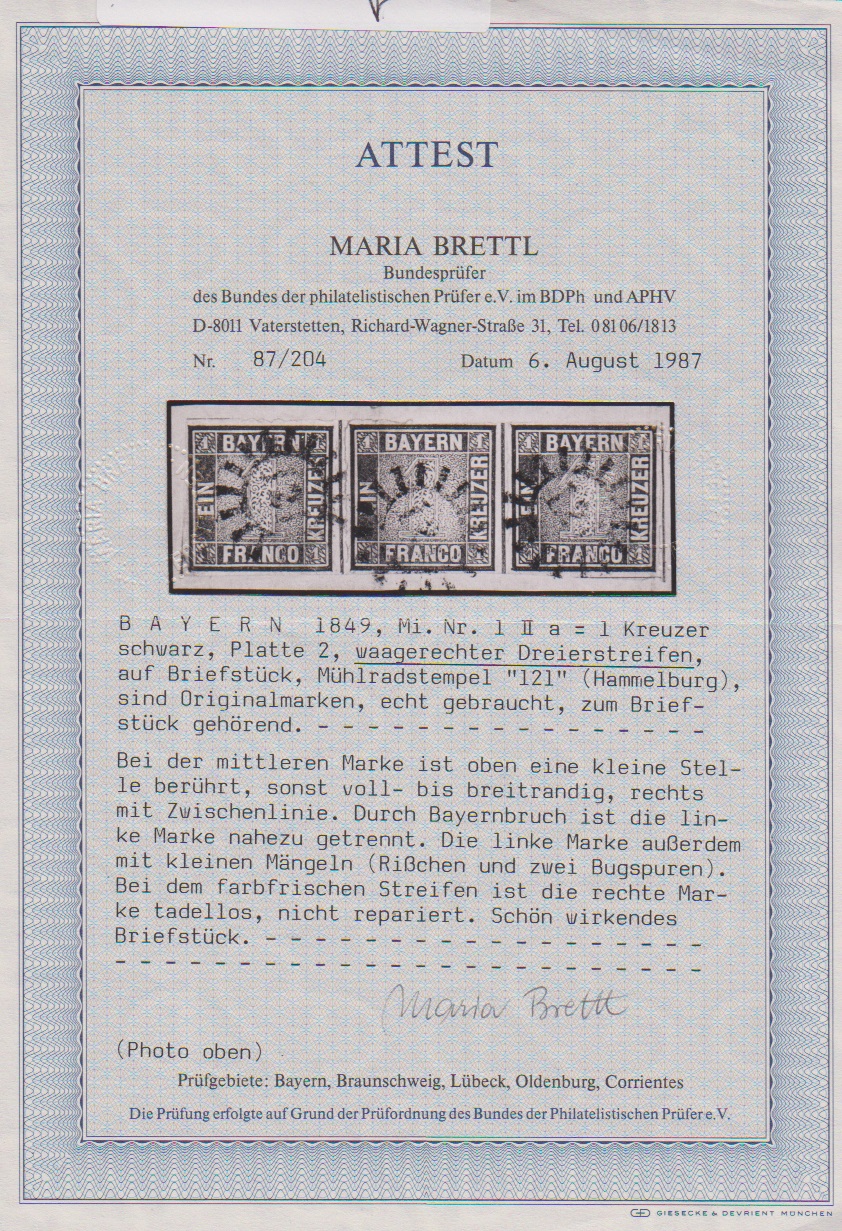 ATTEST
MARIA BRETTL
Bundesprüfer
des Bundes der philatelistischen Prüfer e.V. im BDPh und APHV
D-8011 Vaterstetten, Richard-Wagner-Straße 31, Tel. 08106/1813
Nr. 87/204 Datum 6. August 1987
1 BAYERN 1 1 BAYERN 1 1 BAYERN 1
EIN KREUZER EIN KREUZER EIN KREUZER
FRANCO 1 FRANCO FRANCO
B A Y E R N 1849, Mi.Nr. 1 II a = 1 Kreuzer
schwarz, Platte 2, waagerechter Dreierstreifen,
auf Briefstück, Mühlradstempel "121" (Hammelburg),
sind Originalmarken, echt gebraucht, zum Brief-
stück gehörend. - - - - - - - - - - - - - - - -
Bei der mittleren Marke ist oben eine kleine Stel-
le berührt, sonst voll- bis breitrandig, rechts
mit Zwischenlinie. Durch Bayernbruch ist die lin-
ke Marke nahezu getrennt. Die linke Marke außerdem
mit kleinen Mängeln (Rißchen und zwei Bugspuren).
Bei dem farbfrischen Streifen ist die rechte Mar-
ke tadellos, nicht repariert. Schön wirkendes
Briefstück. - - - - - - - - - - - - - - - - - -
- - - - - - - - - - - - - - - - - - - - - - - -
Maria Brettl
(Photo oben)
Prüfgebiete: Bayern, Braunschweig, Lübeck, Oldenburg, Corrientes
Die Prüfung erfolgte auf Grund der Prüfordnung des Bundes der Philatelistischen Prüfer e.V.
GIESECKE & DEVRIENT MÜNCHEN